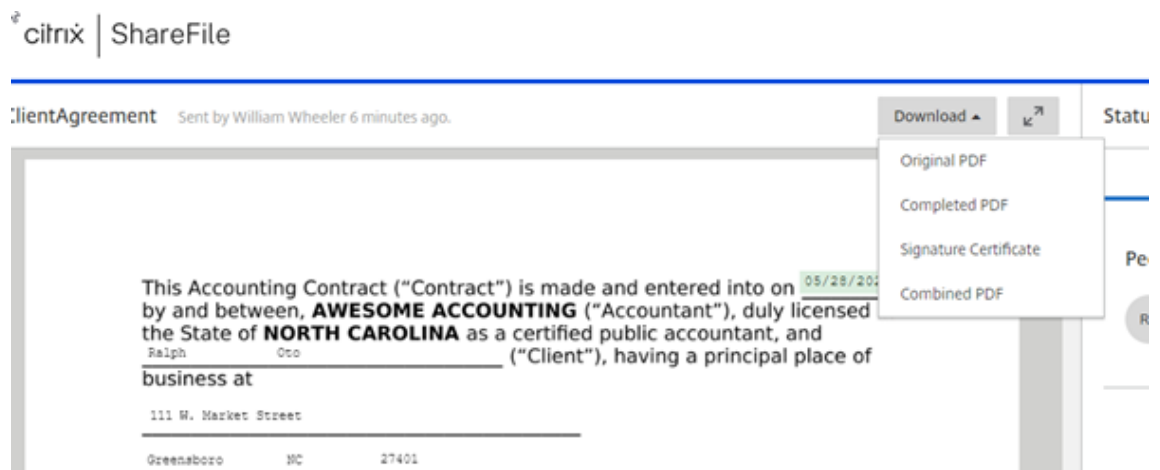 citrix | ShareFile
ClientAgreement Sent by William Wheeler 6 minutes ago.
Download
Statu
Original PDF
Completed PDF
Signature Certificate
Combined PDF
Pe
R
This Accounting Contract (“Contract”) is made and entered into on 05/28/202
by and between, AWESOME ACCOUNTING (“Accountant”), duly licensed
the State of NORTH CAROLINA as a certified public accountant, and
Ralph Oto (“Client”), having a principal place of
business at
111 W. Market Street
Greensboro NC 27401